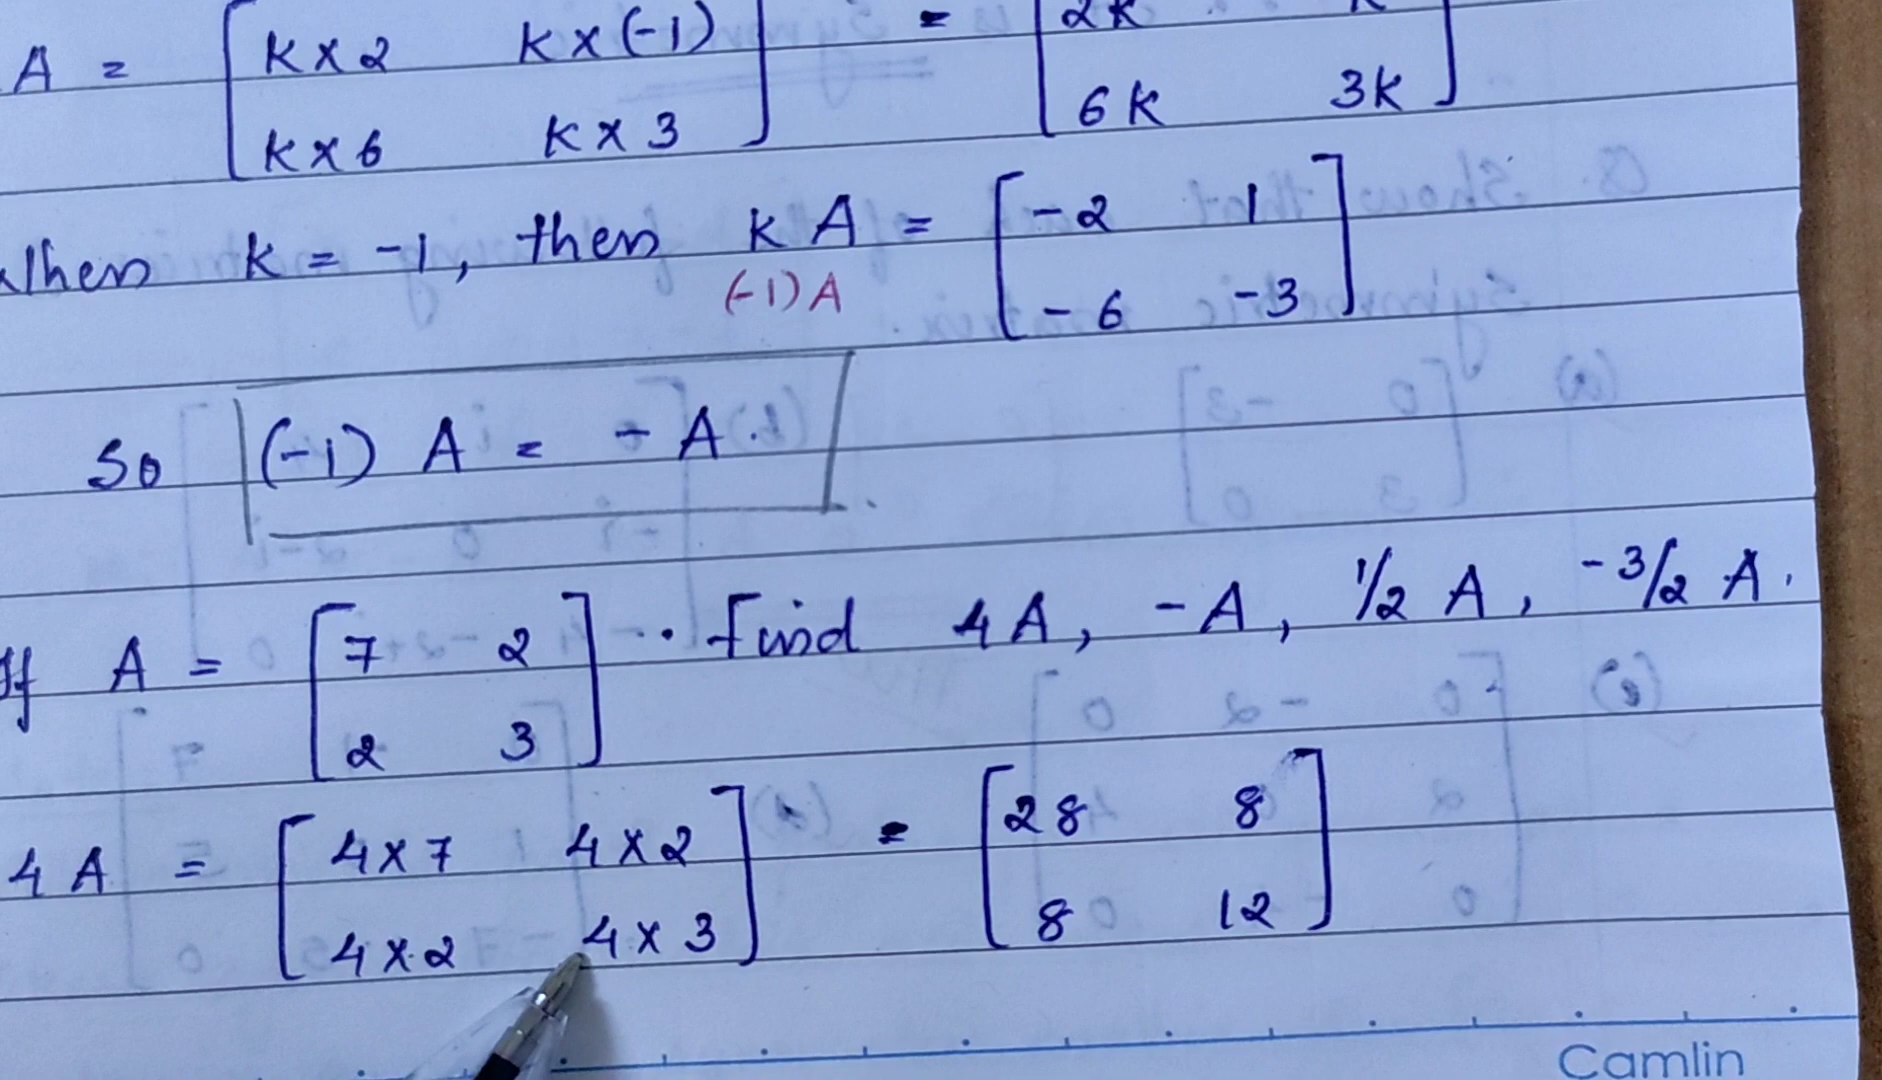 A = [ k x 2 k x (-1) = [ 2k
k x 6 k x 3 ] 6k 3k ]
When k = -1, then kA = [ -2 1
(-1)A -6 -3 ]
So (-1) A = - A.
If A = [ 7 2 . Find 4A, -A, 1/2 A, -3/2 A.
2 3 ]
4A = [ 4 x 7 4 x 2 = [ 28 8
4 x 2 4 x 3 ] 8 12 ]
Camlin